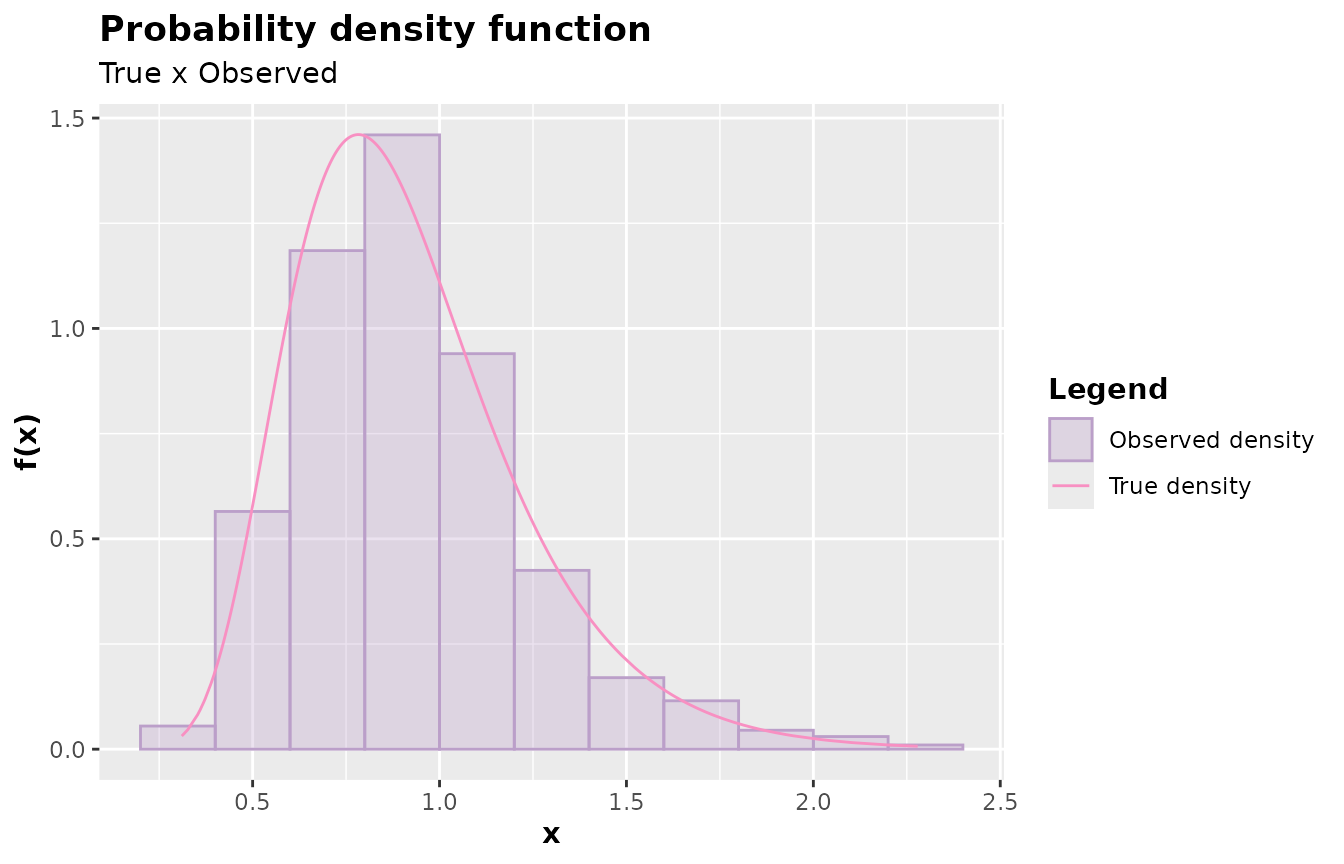 Probability density function
True x Observed
1.5
1.0
0.5
0.0
f(x)
0.5
1.0
1.5
2.0
2.5
x
Legend
Observed density
True density